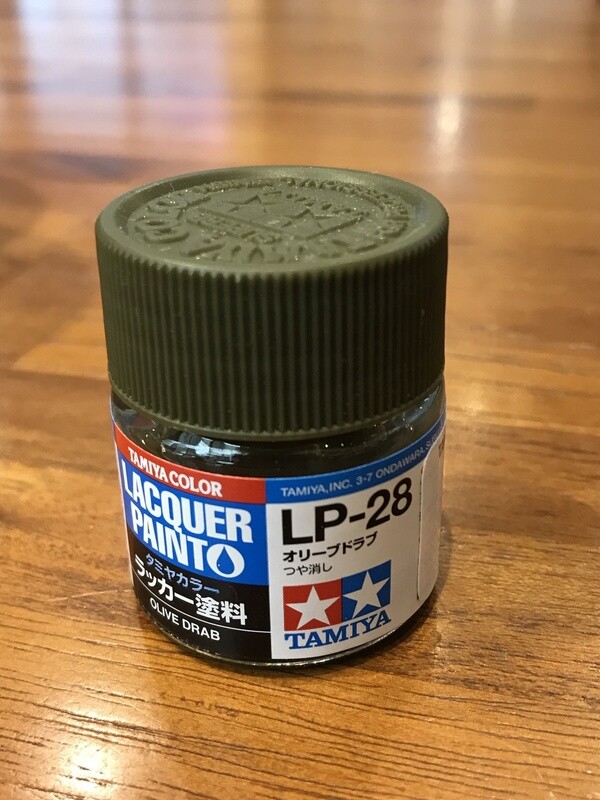 TAMIYA COLOR
LACQUER
PAINT
タミヤカラー
ラッカー塗料
OLIVE DRAB
TAMIYA, INC. 3-7 ONDAWARA,
LP-28
オリーブドラブ
つや消し
TAMIYA